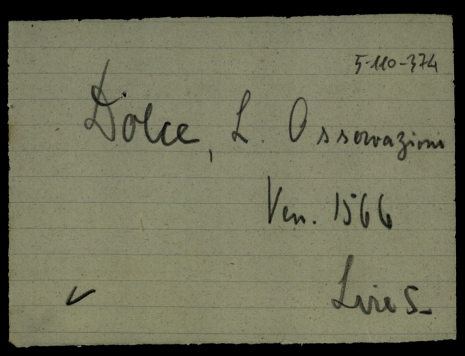 5-110-374
Dolce, L. Osservazioni
Ven. 1566
Lire 5